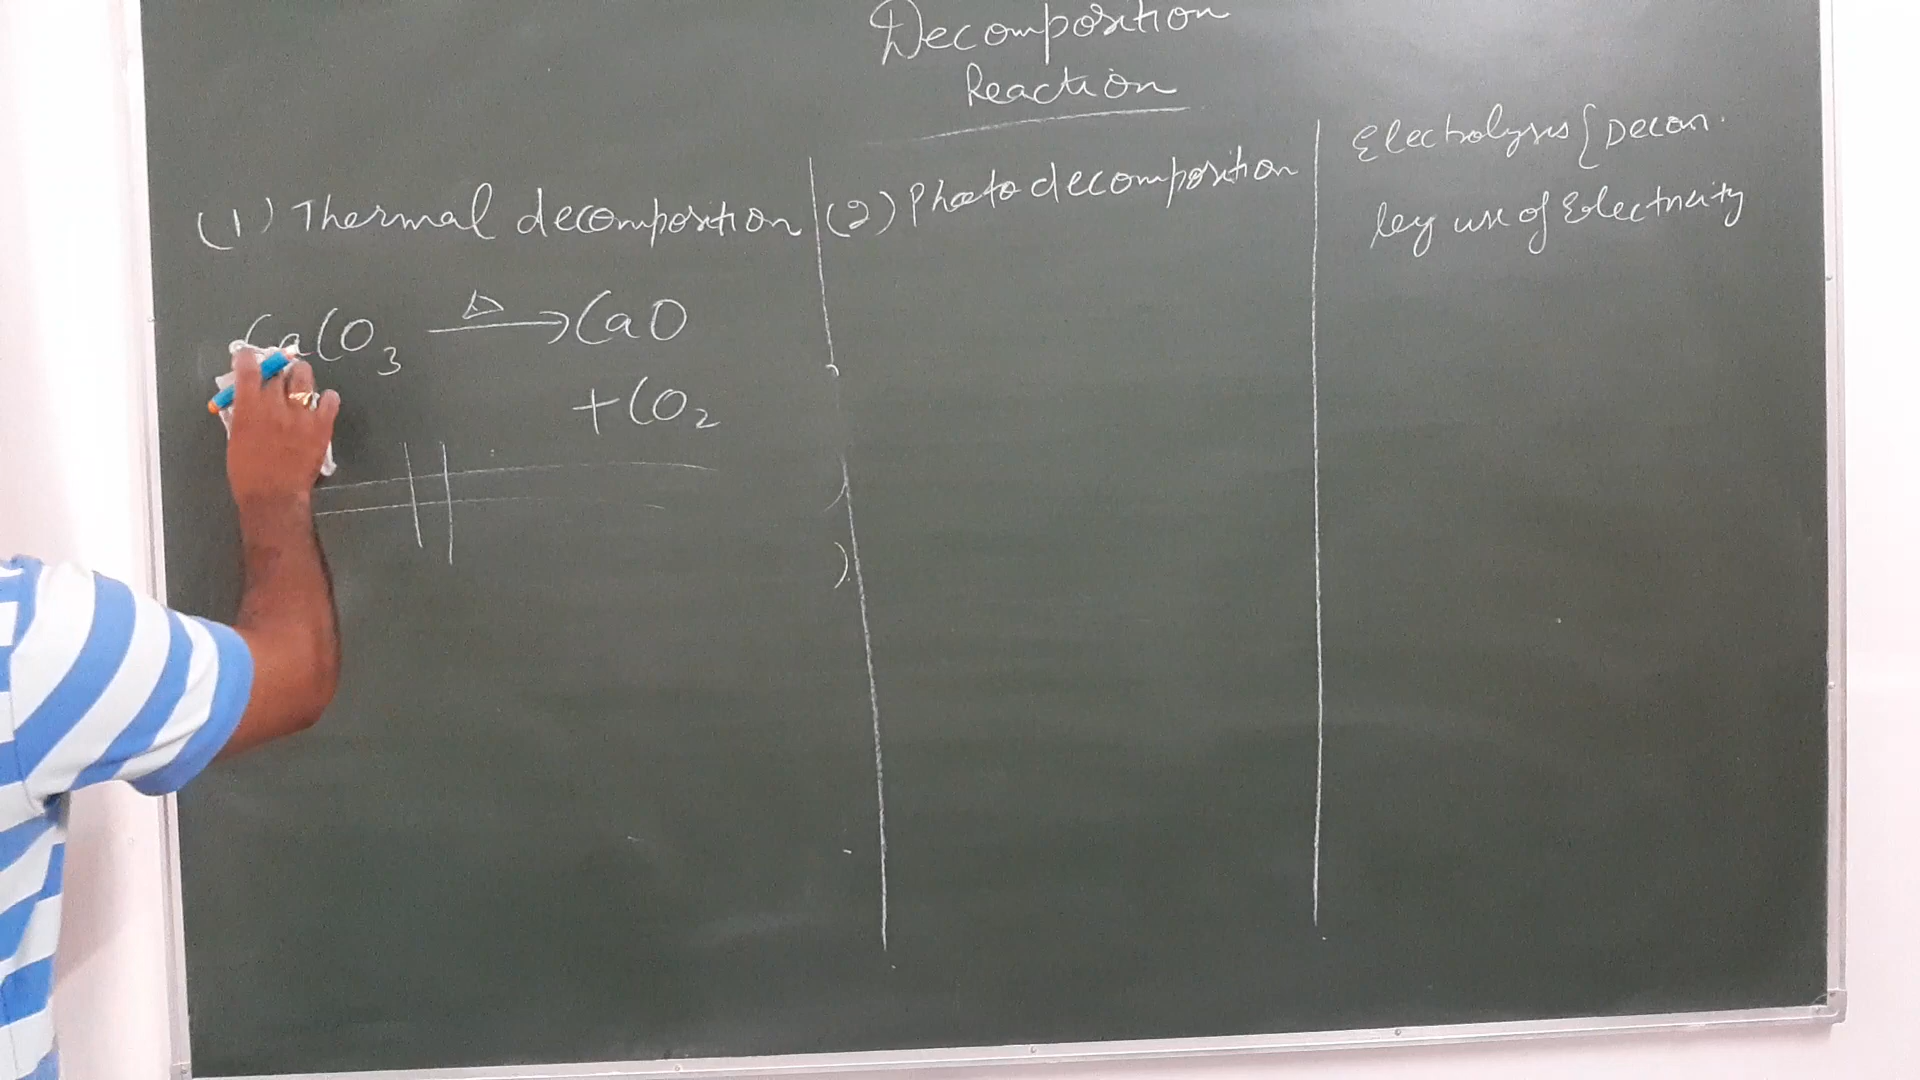 Decomposition
Reaction
(1) Thermal decomposition
CaCO₃ —Δ→ CaO
+ CO₂
(2) Photo decomposition
Electrolysis { Decom.
by use of Electricity